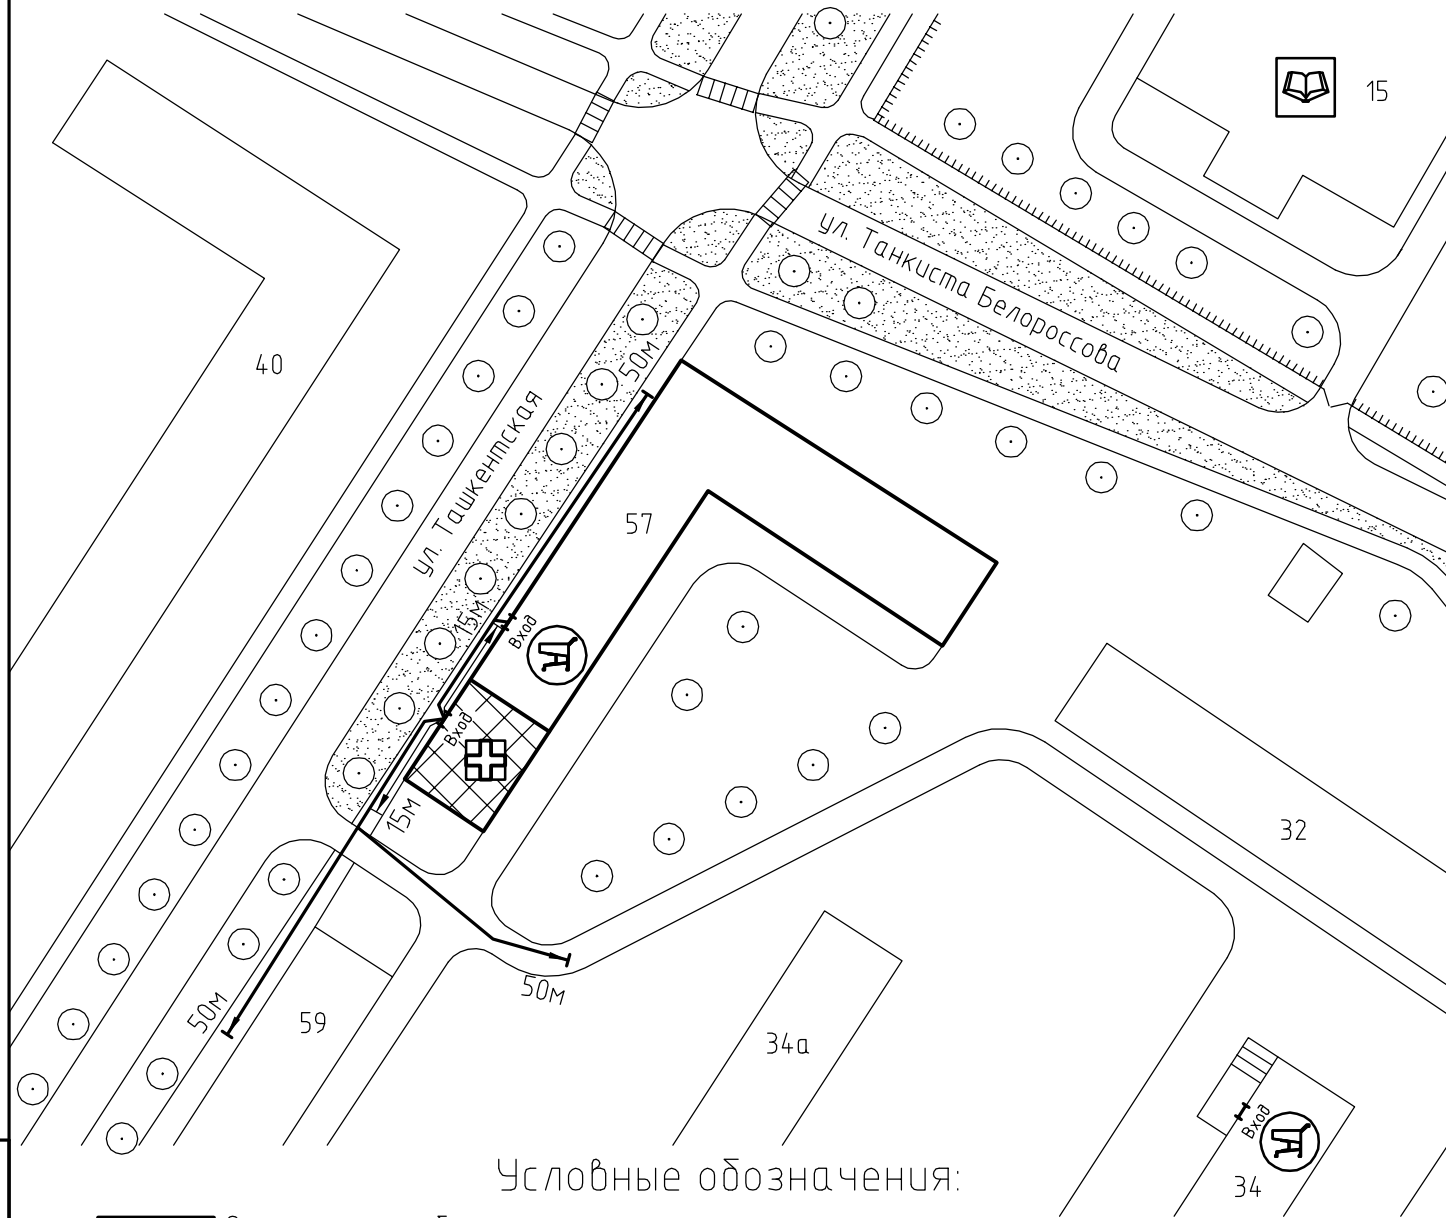 15
ул. Танкиста Белороссова
40
50м
ул. Ташкентская
57
15м
Вход
Вход
15м
32
50м
50м
59
34а
Вход
34
Условные обозначения: